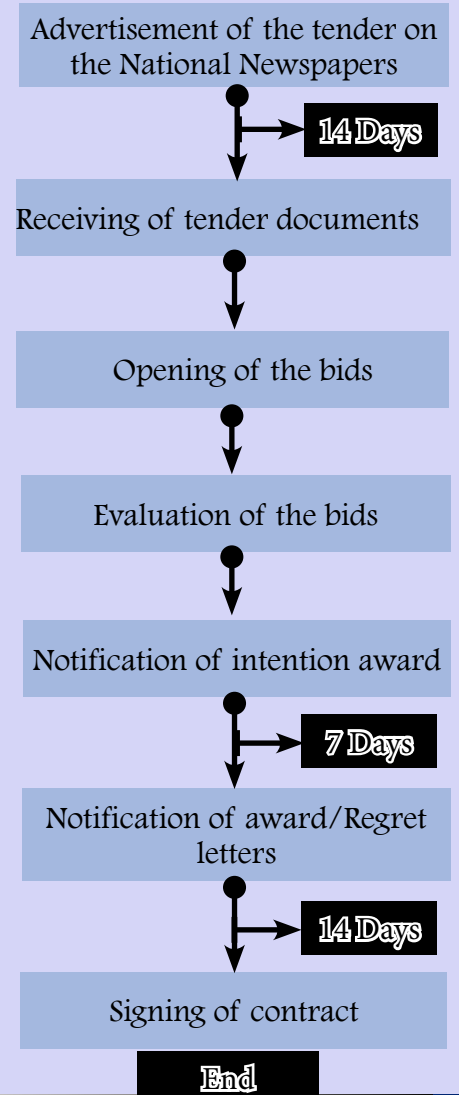 Advertisement of the tender on
the National Newspapers
14 Days
Receiving of tender documents
Opening of the bids
Evaluation of the bids
Notification of intention award
7 Days
Notification of award/Regret
letters
14 Days
Signing of contract
End